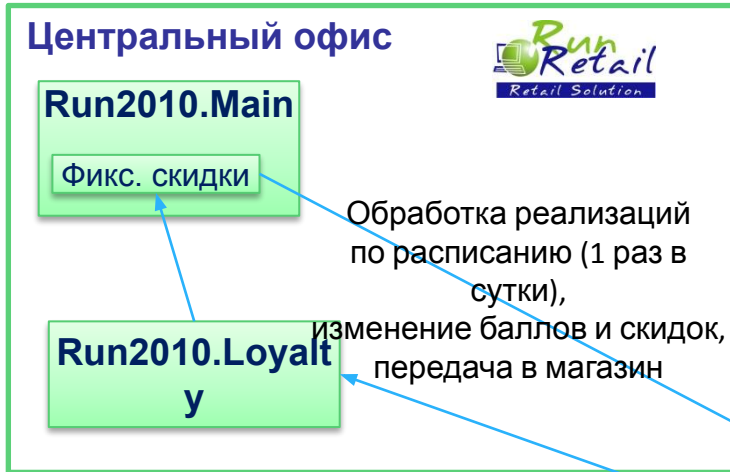 Центральный офис
Run
Retail
Retail Solution
Run2010.Main
Фикс. скидки
Обработка реализаций
по расписанию (1 раз в
сутки),
изменение баллов и скидок,
передача в магазин
Run2010.Loyalt
y